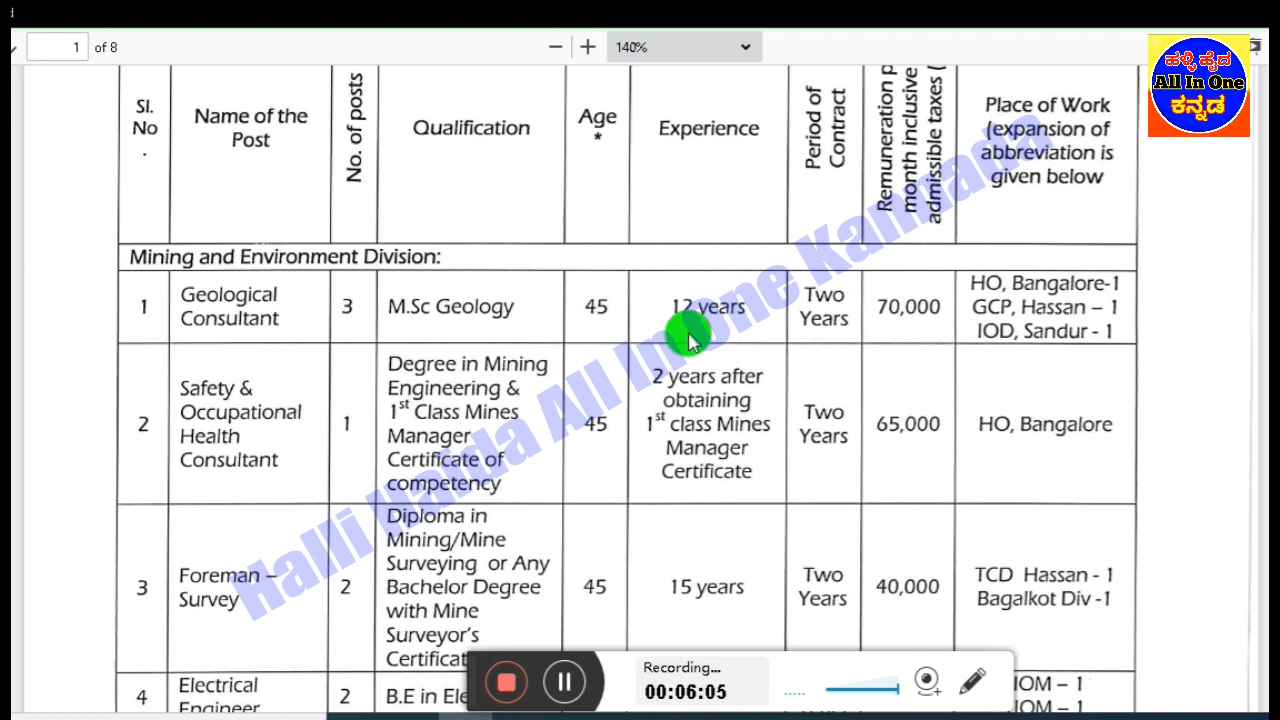 1 of 8
140%
ಹಳ್ಳಿ ಹೈದ
All In One
ಕನ್ನಡ
Sl.
No
.
Name of the
Post
No. of posts
Qualification
Age
*
Experience
Period of
Contract
Remuneration p
month inclusive
admissible taxes (
Place of Work
(expansion of
abbreviation is
given below
Mining and Environment Division:
1
Geological
Consultant
3
M.Sc Geology
45
12 years
Two
Years
70,000
HO, Bangalore-1
GCP, Hassan – 1
IOD, Sandur - 1
2
Safety &
Occupational
Health
Consultant
1
Degree in Mining
Engineering &
1st Class Mines
Manager
Certificate of
competency
45
2 years after
obtaining
1st class Mines
Manager
Certificate
Two
Years
65,000
HO, Bangalore
3
Foreman –
Survey
2
Diploma in
Mining/Mine
Surveying or Any
Bachelor Degree
with Mine
Surveyor's
Certificat
45
15 years
Two
Years
40,000
TCD Hassan - 1
Bagalkot Div -1
4
Electrical
Engineer
2
B.E in Ele
IOM – 1
IOM – 1
Halli Haida All In One Kannada
Recording...
00:06:05